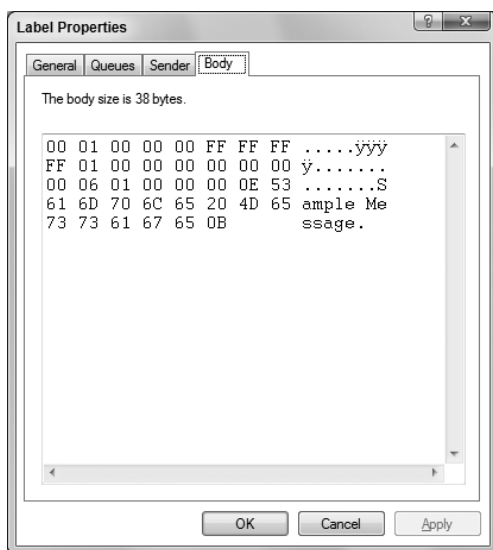 Label Properties
General Queues Sender Body
The body size is 38 bytes.
00 01 00 00 00 FF FF FF .....ÿÿÿ
FF 01 00 00 00 00 00 00 ÿ.......
00 06 01 00 00 00 0E 53 .......S
61 6D 70 6C 65 20 4D 65 ample Me
73 73 61 67 65 0B ssage.
OK Cancel Apply